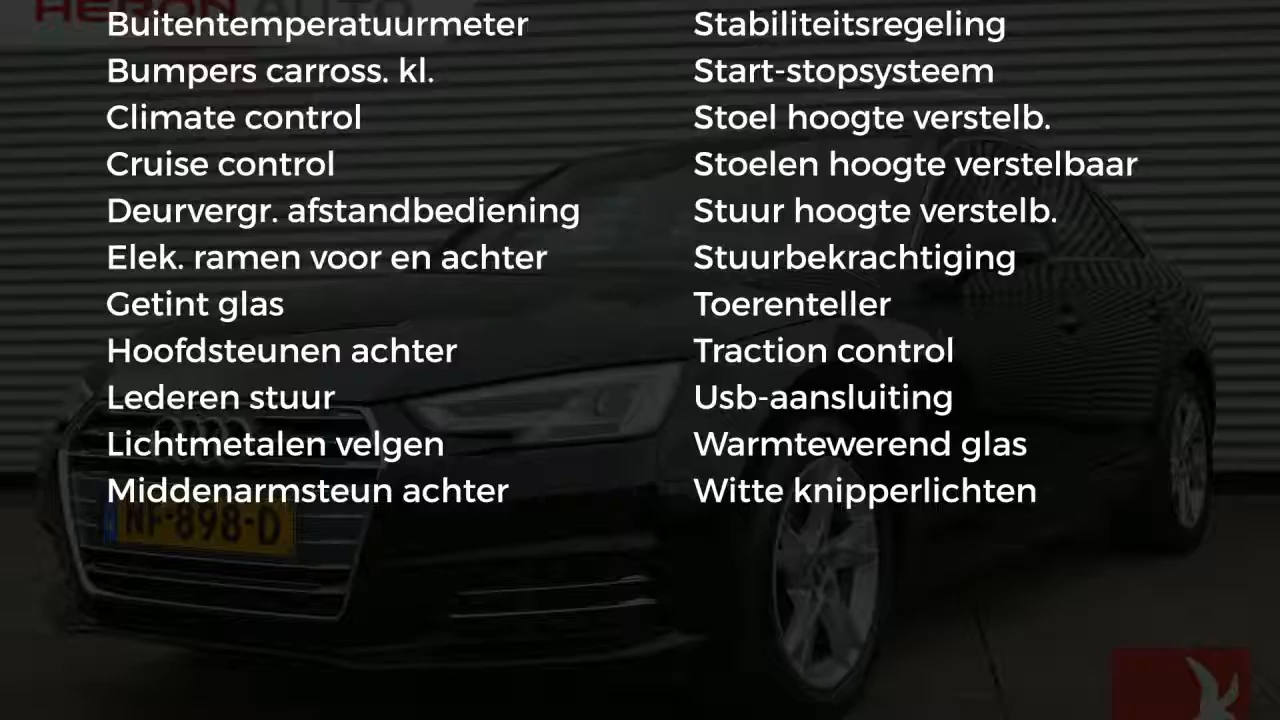 HERON AUTO
Buitentemperatuurmeter
Bumpers carross. kl.
Climate control
Cruise control
Deurvergr. afstandbediening
Elek. ramen voor en achter
Getint glas
Hoofdsteunen achter
Lederen stuur
Lichtmetalen velgen
Middenarmsteun achter
Stabiliteitsregeling
Start-stopsysteem
Stoel hoogte verstelb.
Stoelen hoogte verstelbaar
Stuur hoogte verstelb.
Stuurbekrachtiging
Toerenteller
Traction control
Usb-aansluiting
Warmtewerend glas
Witte knipperlichten
NF-898-D